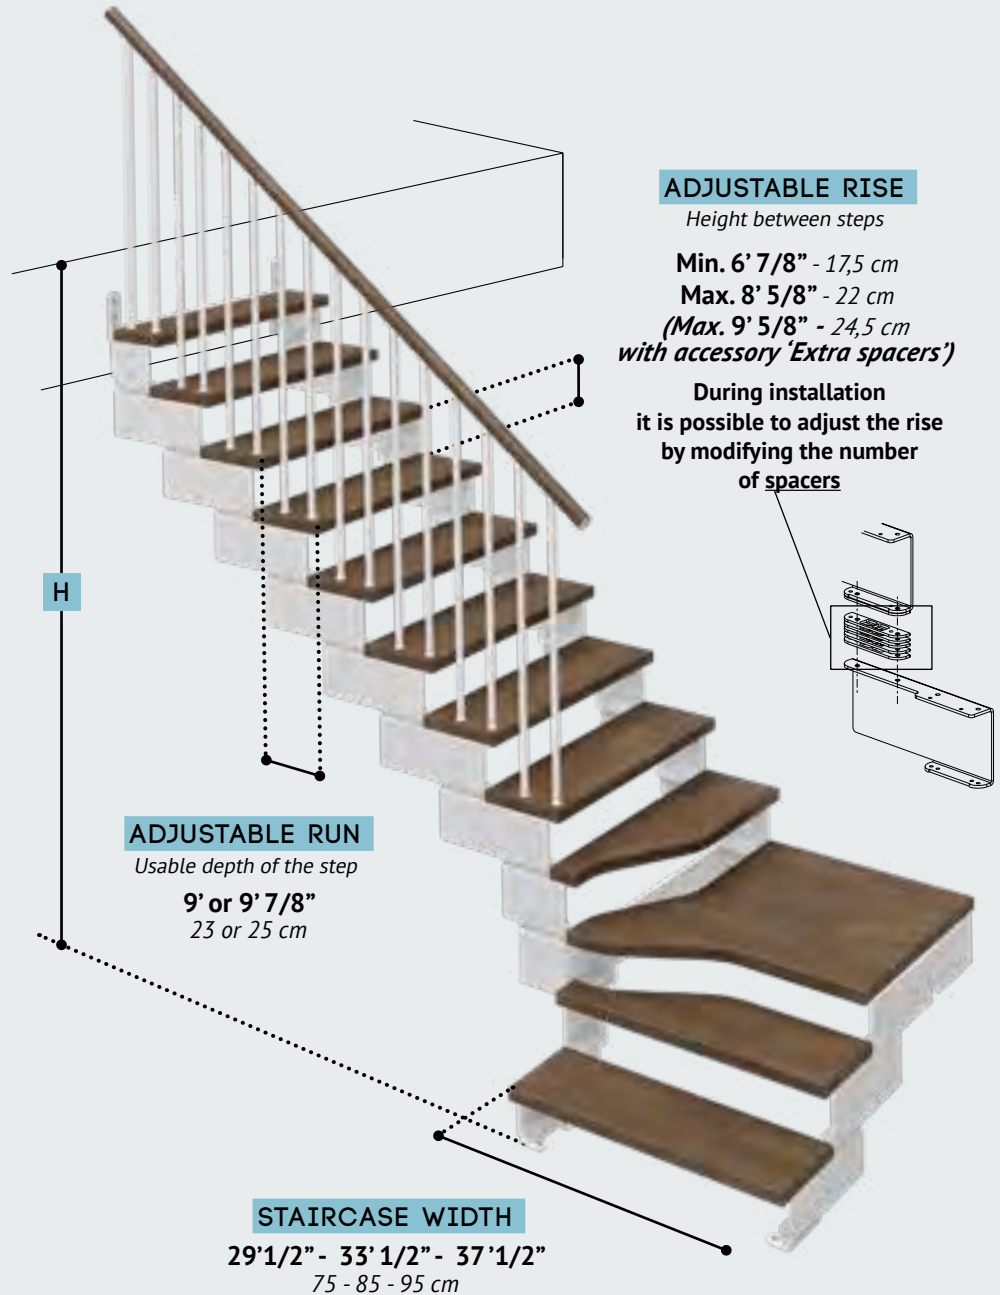 ADJUSTABLE RISE
Height between steps
Min. 6’ 7/8” - 17,5 cm
Max. 8’ 5/8” - 22 cm
(Max. 9’ 5/8” - 24,5 cm
with accessory ‘Extra spacers’)
During installation
it is possible to adjust the rise
by modifying the number
of spacers
H
ADJUSTABLE RUN
Usable depth of the step
9’ or 9’ 7/8”
23 or 25 cm
STAIRCASE WIDTH
29’1/2” - 33’ 1/2” - 37 ’1/2”
75 - 85 - 95 cm